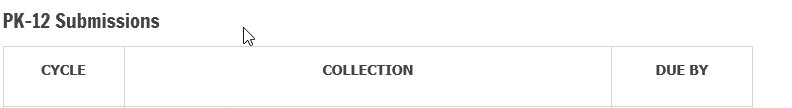 PK-12 Submissions
CYCLE COLLECTION DUE BY